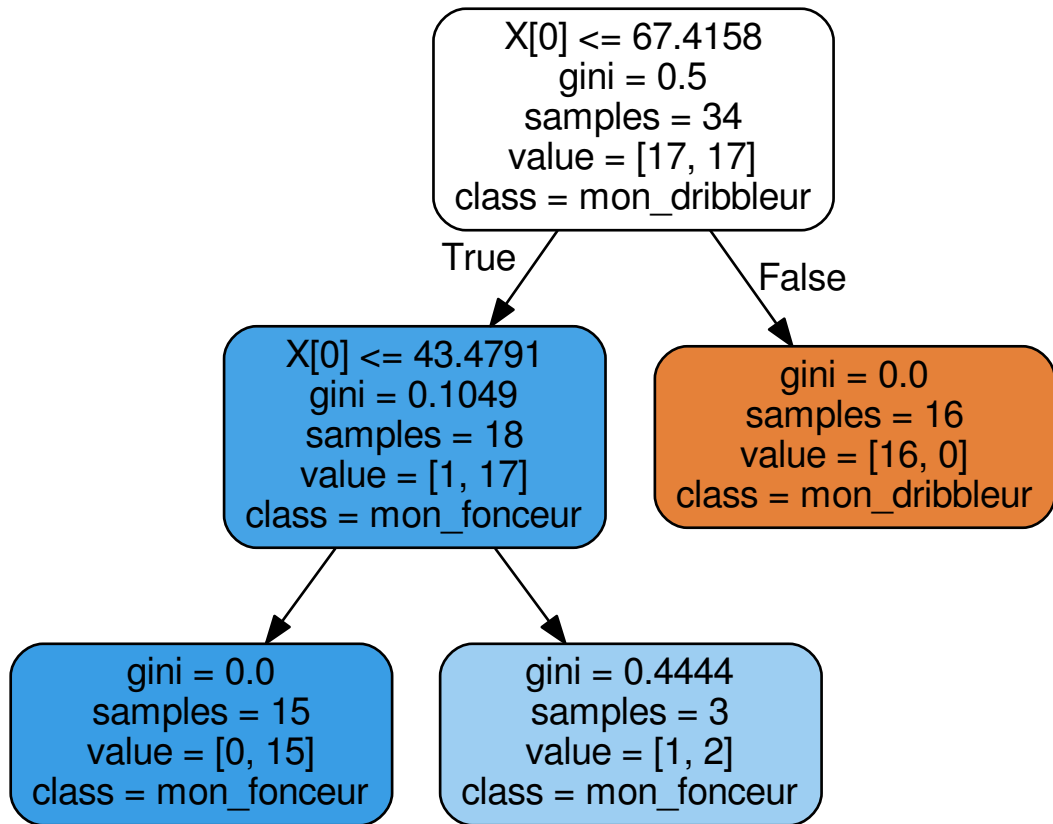 X[0] <= 67.4158
gini = 0.5
samples = 34
value = [17, 17]
class = mon_dribbleur
True
False
X[0] <= 43.4791
gini = 0.1049
samples = 18
value = [1, 17]
class = mon_fonceur
gini = 0.0
samples = 16
value = [16, 0]
class = mon_dribbleur
gini = 0.0
samples = 15
value = [0, 15]
class = mon_fonceur
gini = 0.4444
samples = 3
value = [1, 2]
class = mon_fonceur